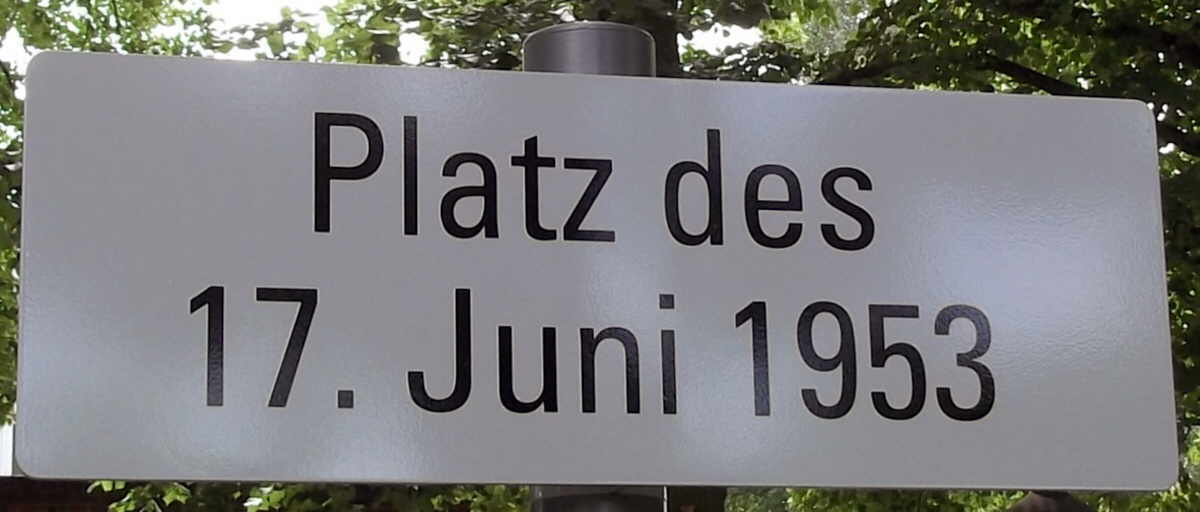 Platz des
17. Juni 1953